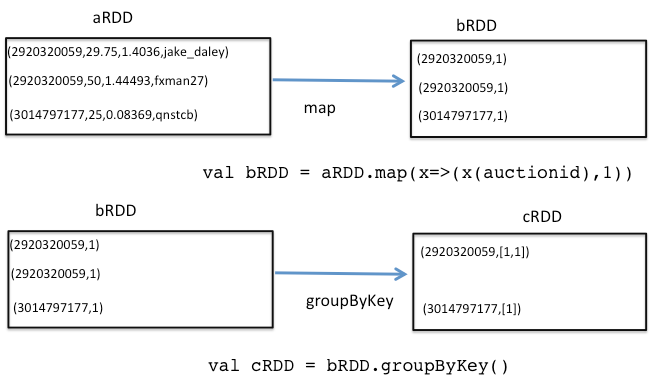 aRDD
bRDD
(2920320059,29.75,1.4036,jake_daley)
(2920320059,50,1.44493,fxman27)
(3014797177,25,0.08369,qnstcb)
map
(2920320059,1)
(2920320059,1)
(3014797177,1)
val bRDD = aRDD.map(x=>(x(auctionid),1))
bRDD
cRDD
(2920320059,1)
(2920320059,1)
(3014797177,1)
groupByKey
(2920320059,[1,1])
(3014797177,[1])
val cRDD = bRDD.groupByKey()